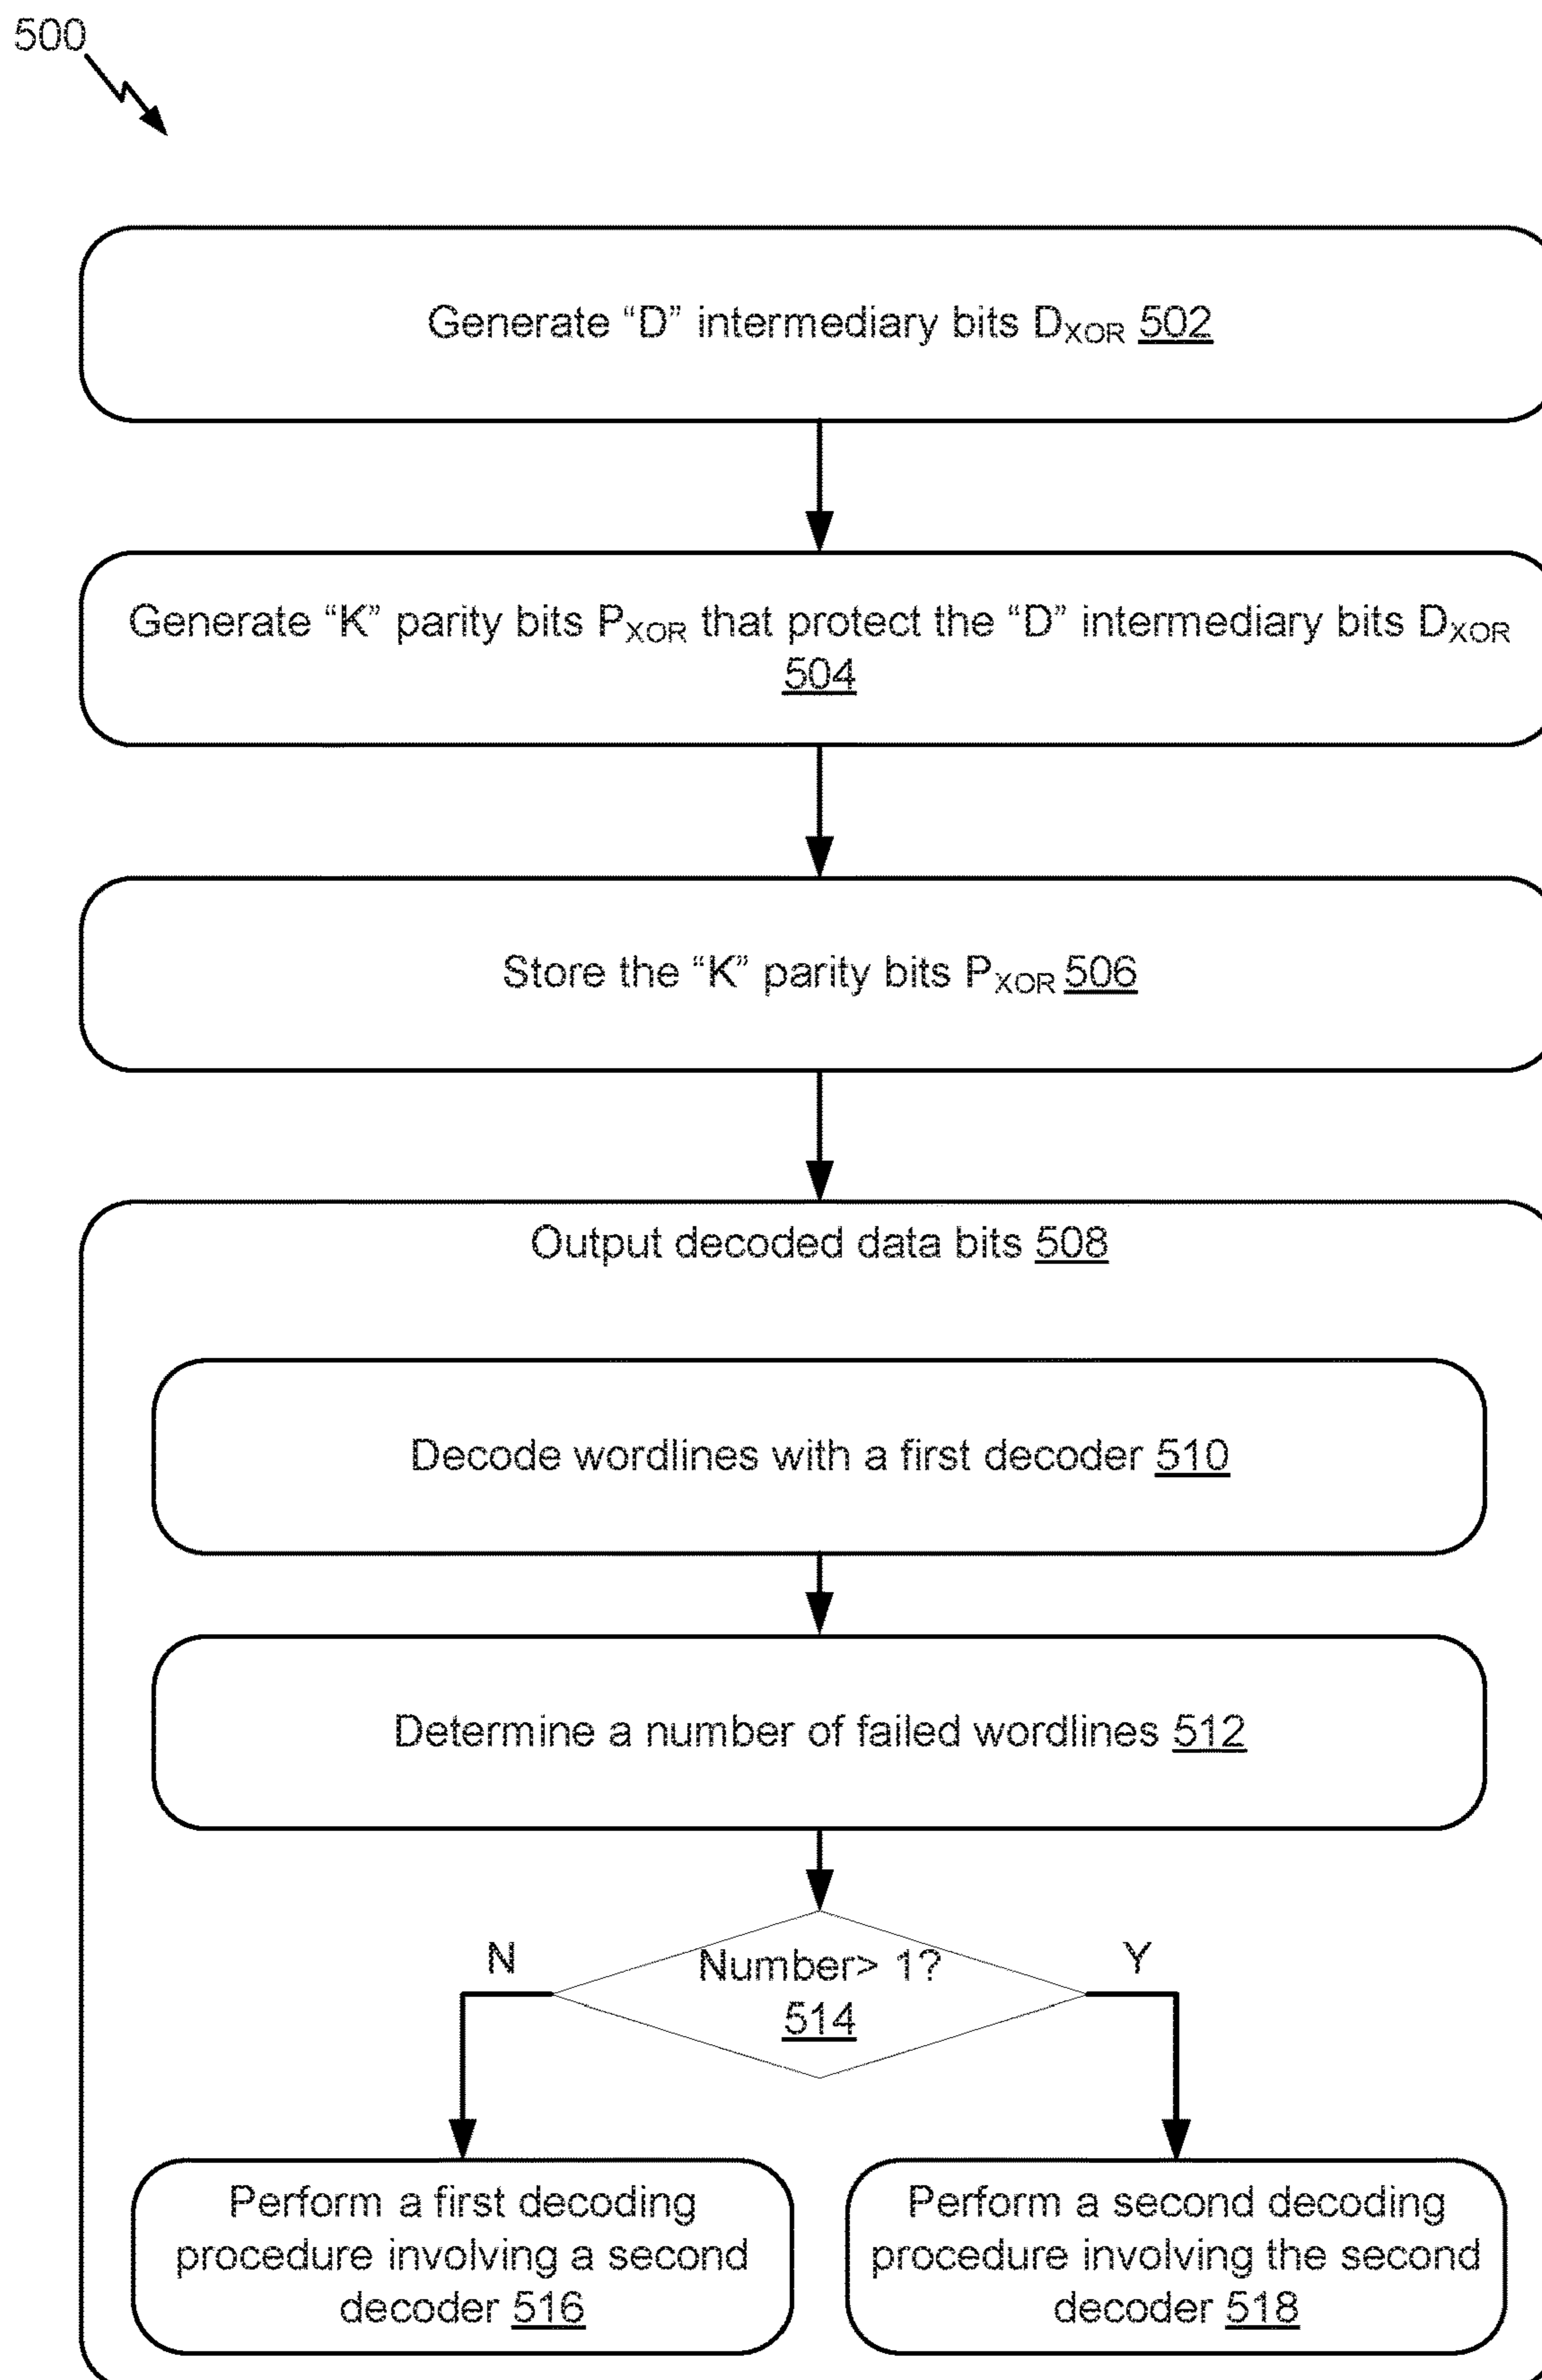 500
Generate “D” intermediary bits DXOR 502
Generate “K” parity bits PXOR that protect the “D” intermediary bits DXOR
504
Store the “K” parity bits PXOR 506
Output decoded data bits 508
Decode wordlines with a first decoder 510
Determine a number of failed wordlines 512
N
Number> 1?
Y
514
Perform a first decoding
procedure involving a second
decoder 516
Perform a second decoding
procedure involving the second
decoder 518